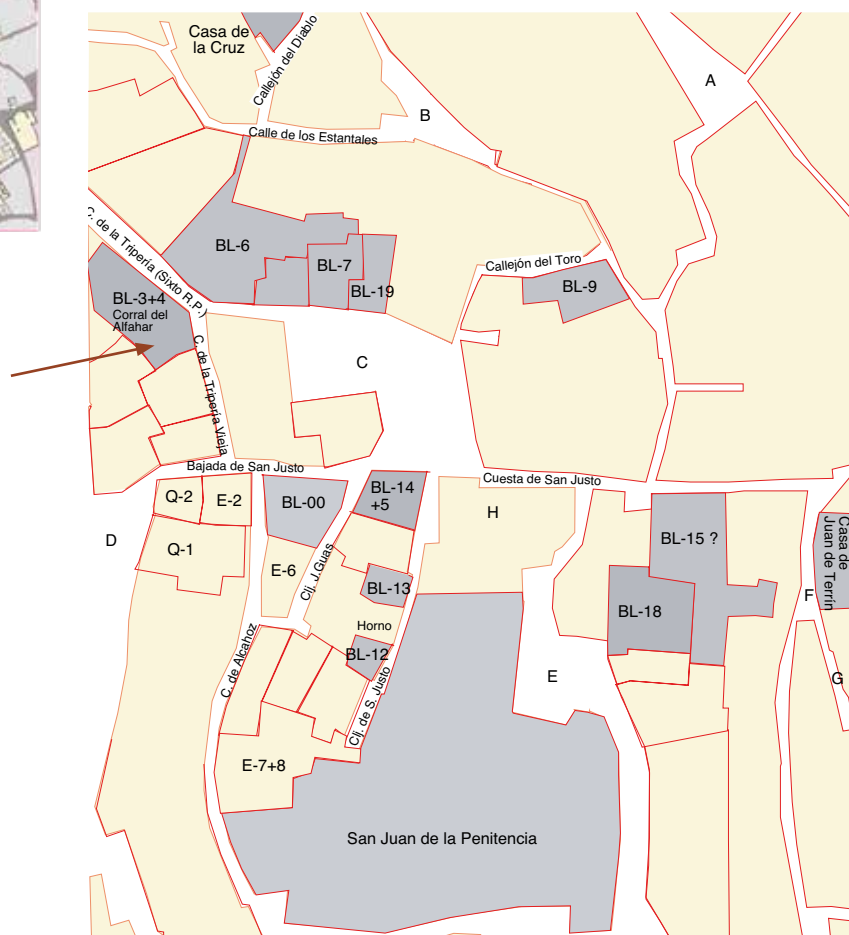 Casa de
la Cruz
Callejón del Diablo
A
B
Calle de los Estantales
C. de la Tripería (Sixto R.P.)
BL-6
BL-7
BL-19
Callejón del Toro
BL-9
BL-3+4
Corral del
Alfahar
C. de la Tripería Vieja
C
Bajada de San Justo
Cuesta de San Justo
Q-2
E-2
BL-00
BL-14
+5
H
D
Q-1
BL-15 ?
Casa de
Juan de Terrín
E-6
Clj. J.Guas
BL-13
F
BL-18
Horno
C. de Alcahoz
BL-12
E
G
Clj. de S. Justo
E-7+8
San Juan de la Penitencia